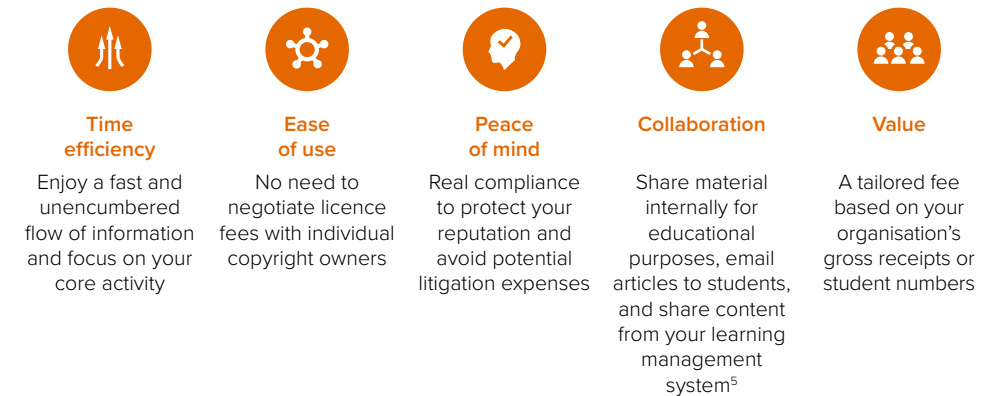 Time
efficiency
Enjoy a fast and
unencumbered
flow of information
and focus on your
core activity
Ease
of use
No need to
negotiate licence
fees with individual
copyright owners
Peace
of mind
Real compliance
to protect your
reputation and
avoid potential
litigation expenses
Collaboration
Share material
internally for
educational
purposes, email
articles to students,
and share content
from your learning
management
system⁵
Value
A tailored fee
based on your
organisation’s
gross receipts or
student numbers